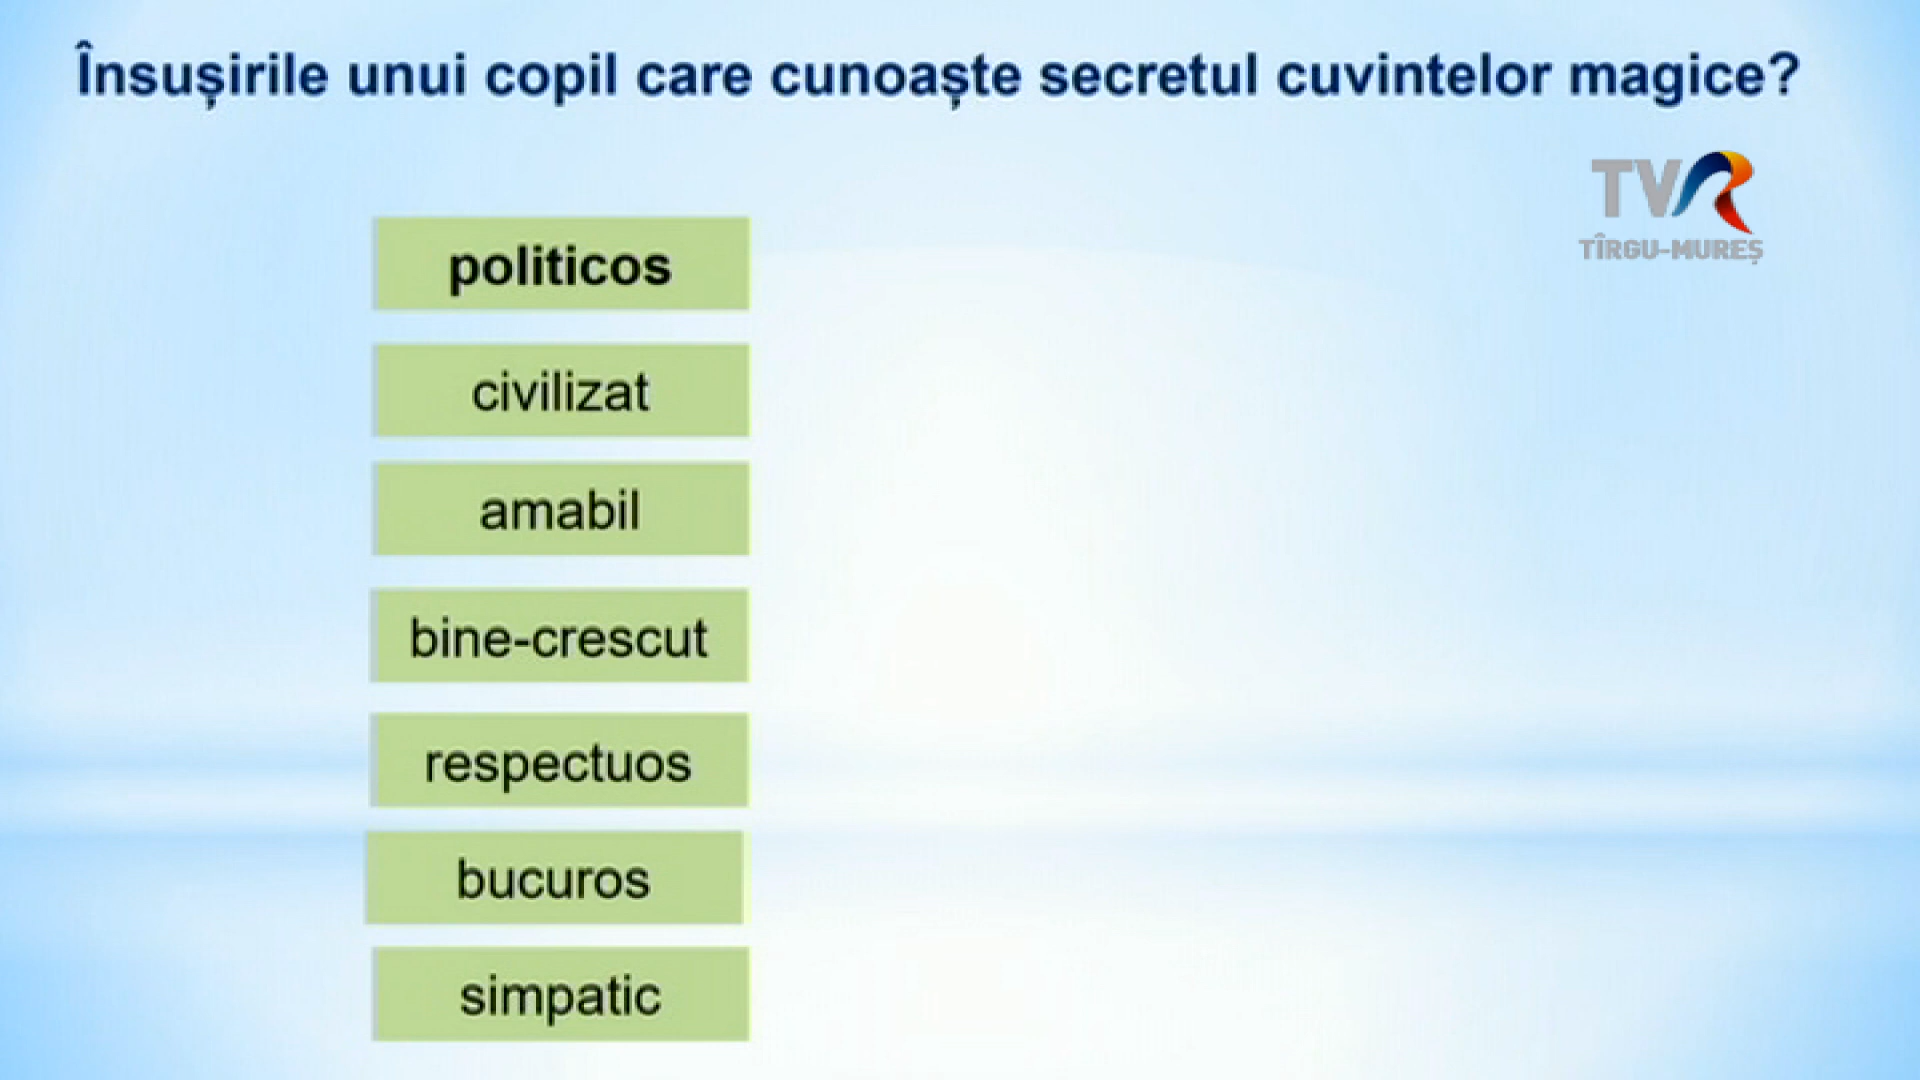 Însușirile unui copil care cunoaște secretul cuvintelor magice?
TVR
TÎRGU-MUREȘ
politicos
civilizat
amabil
bine-crescut
respectuos
bucuros
simpatic